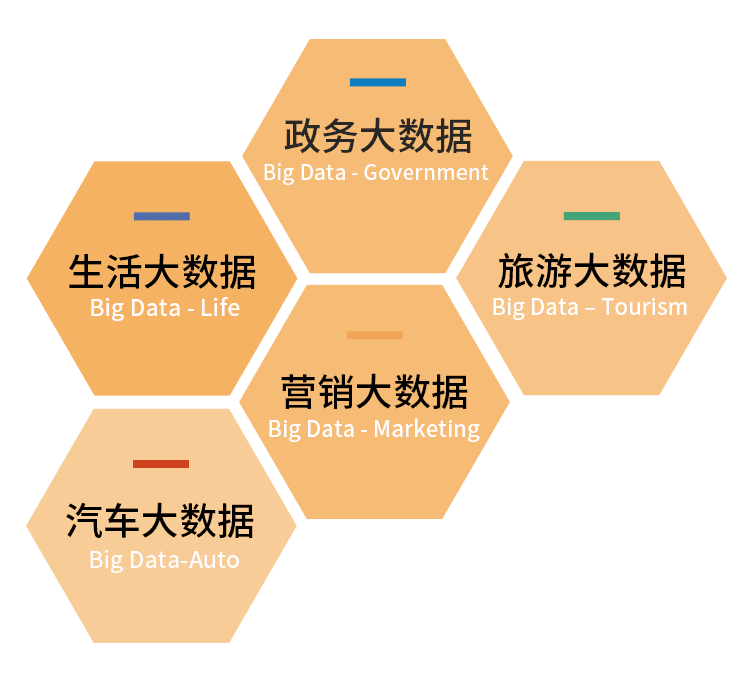 政务大数据
Big Data - Government
生活大数据
Big Data - Life
旅游大数据
Big Data – Tourism
营销大数据
Big Data - Marketing
汽车大数据
Big Data-Auto